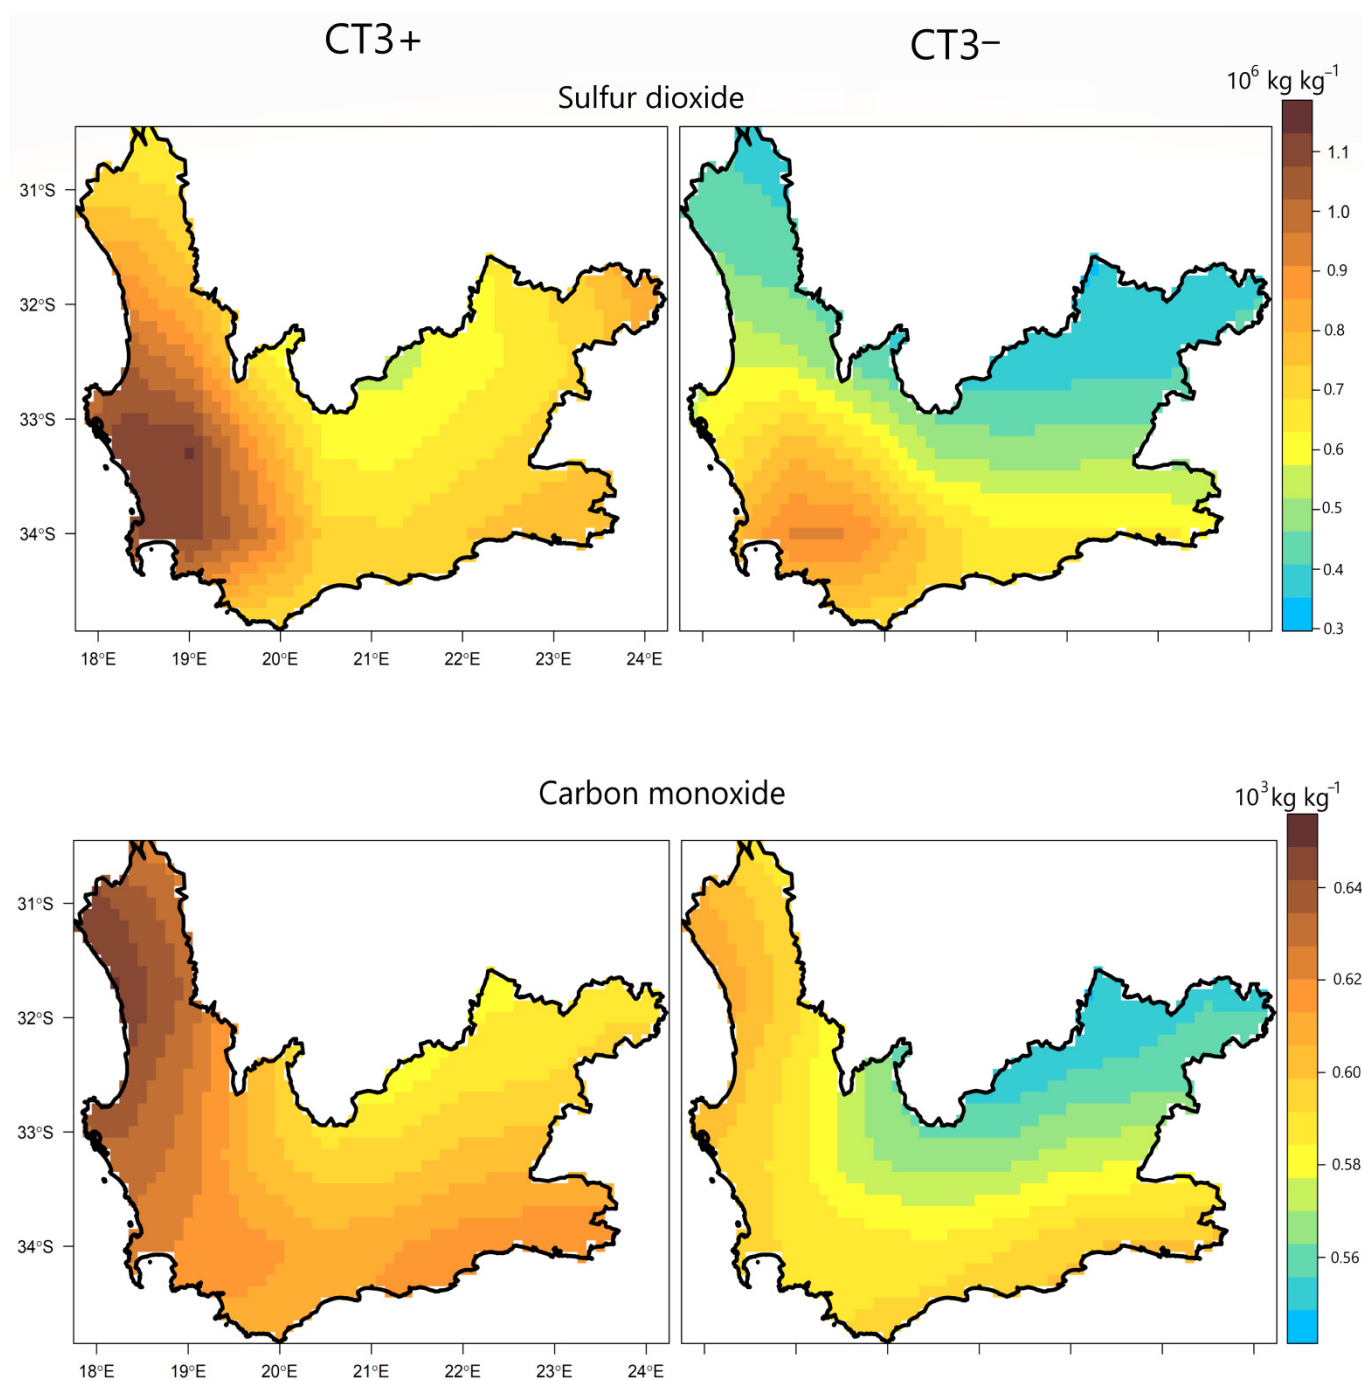 CT3+ CT3−
Sulfur dioxide
10⁶ kg kg⁻¹
1.1
1.0
0.9
0.8
0.7
0.6
0.5
0.4
0.3
31°S
32°S
33°S
34°S
18°E 19°E 20°E 21°E 22°E 23°E 24°E
Carbon monoxide
10³ kg kg⁻¹
0.64
0.62
0.60
0.58
0.56
31°S
32°S
33°S
34°S
18°E 19°E 20°E 21°E 22°E 23°E 24°E